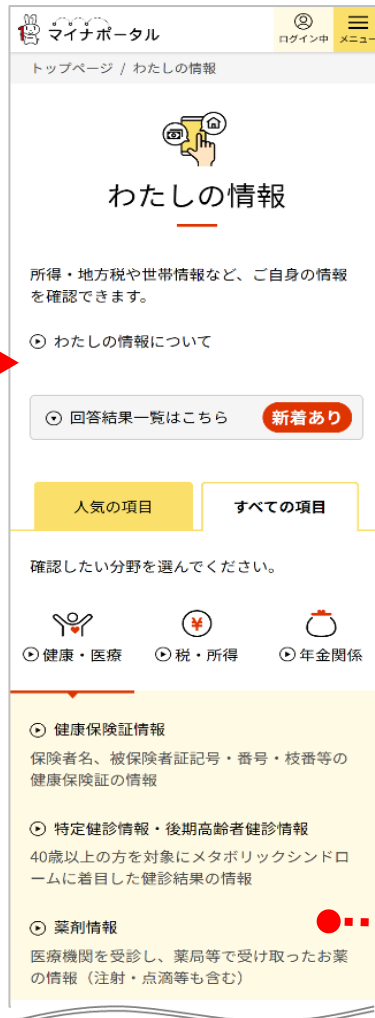 マイナポータル
ログイン中 メニュー
トップページ / わたしの情報
わたしの情報
所得・地方税や世帯情報など、ご自身の情報
を確認できます。
わたしの情報について
回答結果一覧はこちら 新着あり
人気の項目 すべての項目
確認したい分野を選んでください。
健康・医療 税・所得 年金関係
健康保険証情報
保険者名、被保険者証記号・番号・枝番等の
健康保険証の情報
特定健診情報・後期高齢者健診情報
40歳以上の方を対象にメタボリックシンドロ
ームに着目した健診結果の情報
薬剤情報
医療機関を受診し、薬局等で受け取ったお薬
の情報（注射・点滴等も含む）